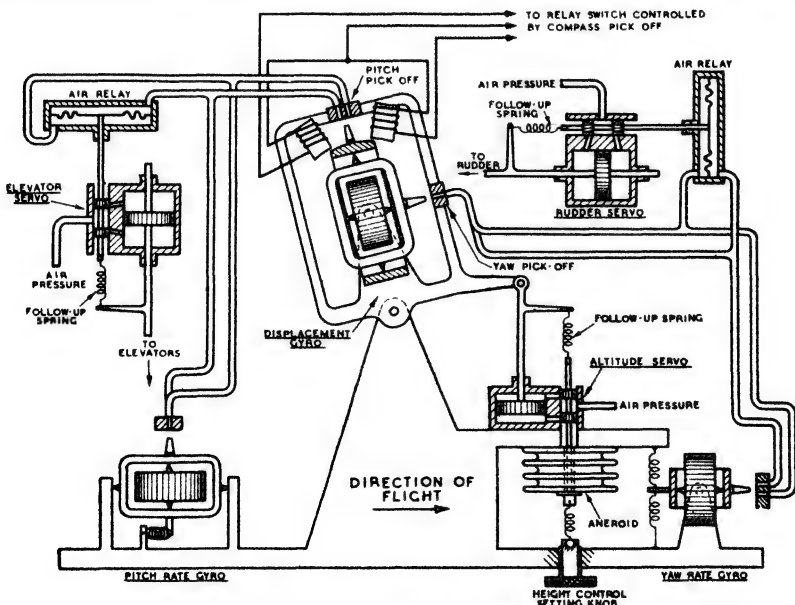 TO RELAY SWITCH CONTROLLED
BY COMPASS PICK OFF
PITCH
PICK OFF
AIR RELAY
AIR PRESSURE
AIR RELAY
FOLLOW-UP
SPRING
TO
RUDDER
RUDDER SERVO
ELEVATOR
SERVO
AIR
PRESSURE
FOLLOW-UP
SPRING
TO
ELEVATORS
YAW PICK-OFF
DISPLACEMENT
GYRO
FOLLOW-UP SPRING
ALTITUDE SERVO
AIR PRESSURE
DIRECTION OF
FLIGHT
ANEROID
PITCH RATE GYRO
HEIGHT CONTROL
SETTING KNOB
YAW RATE GYRO